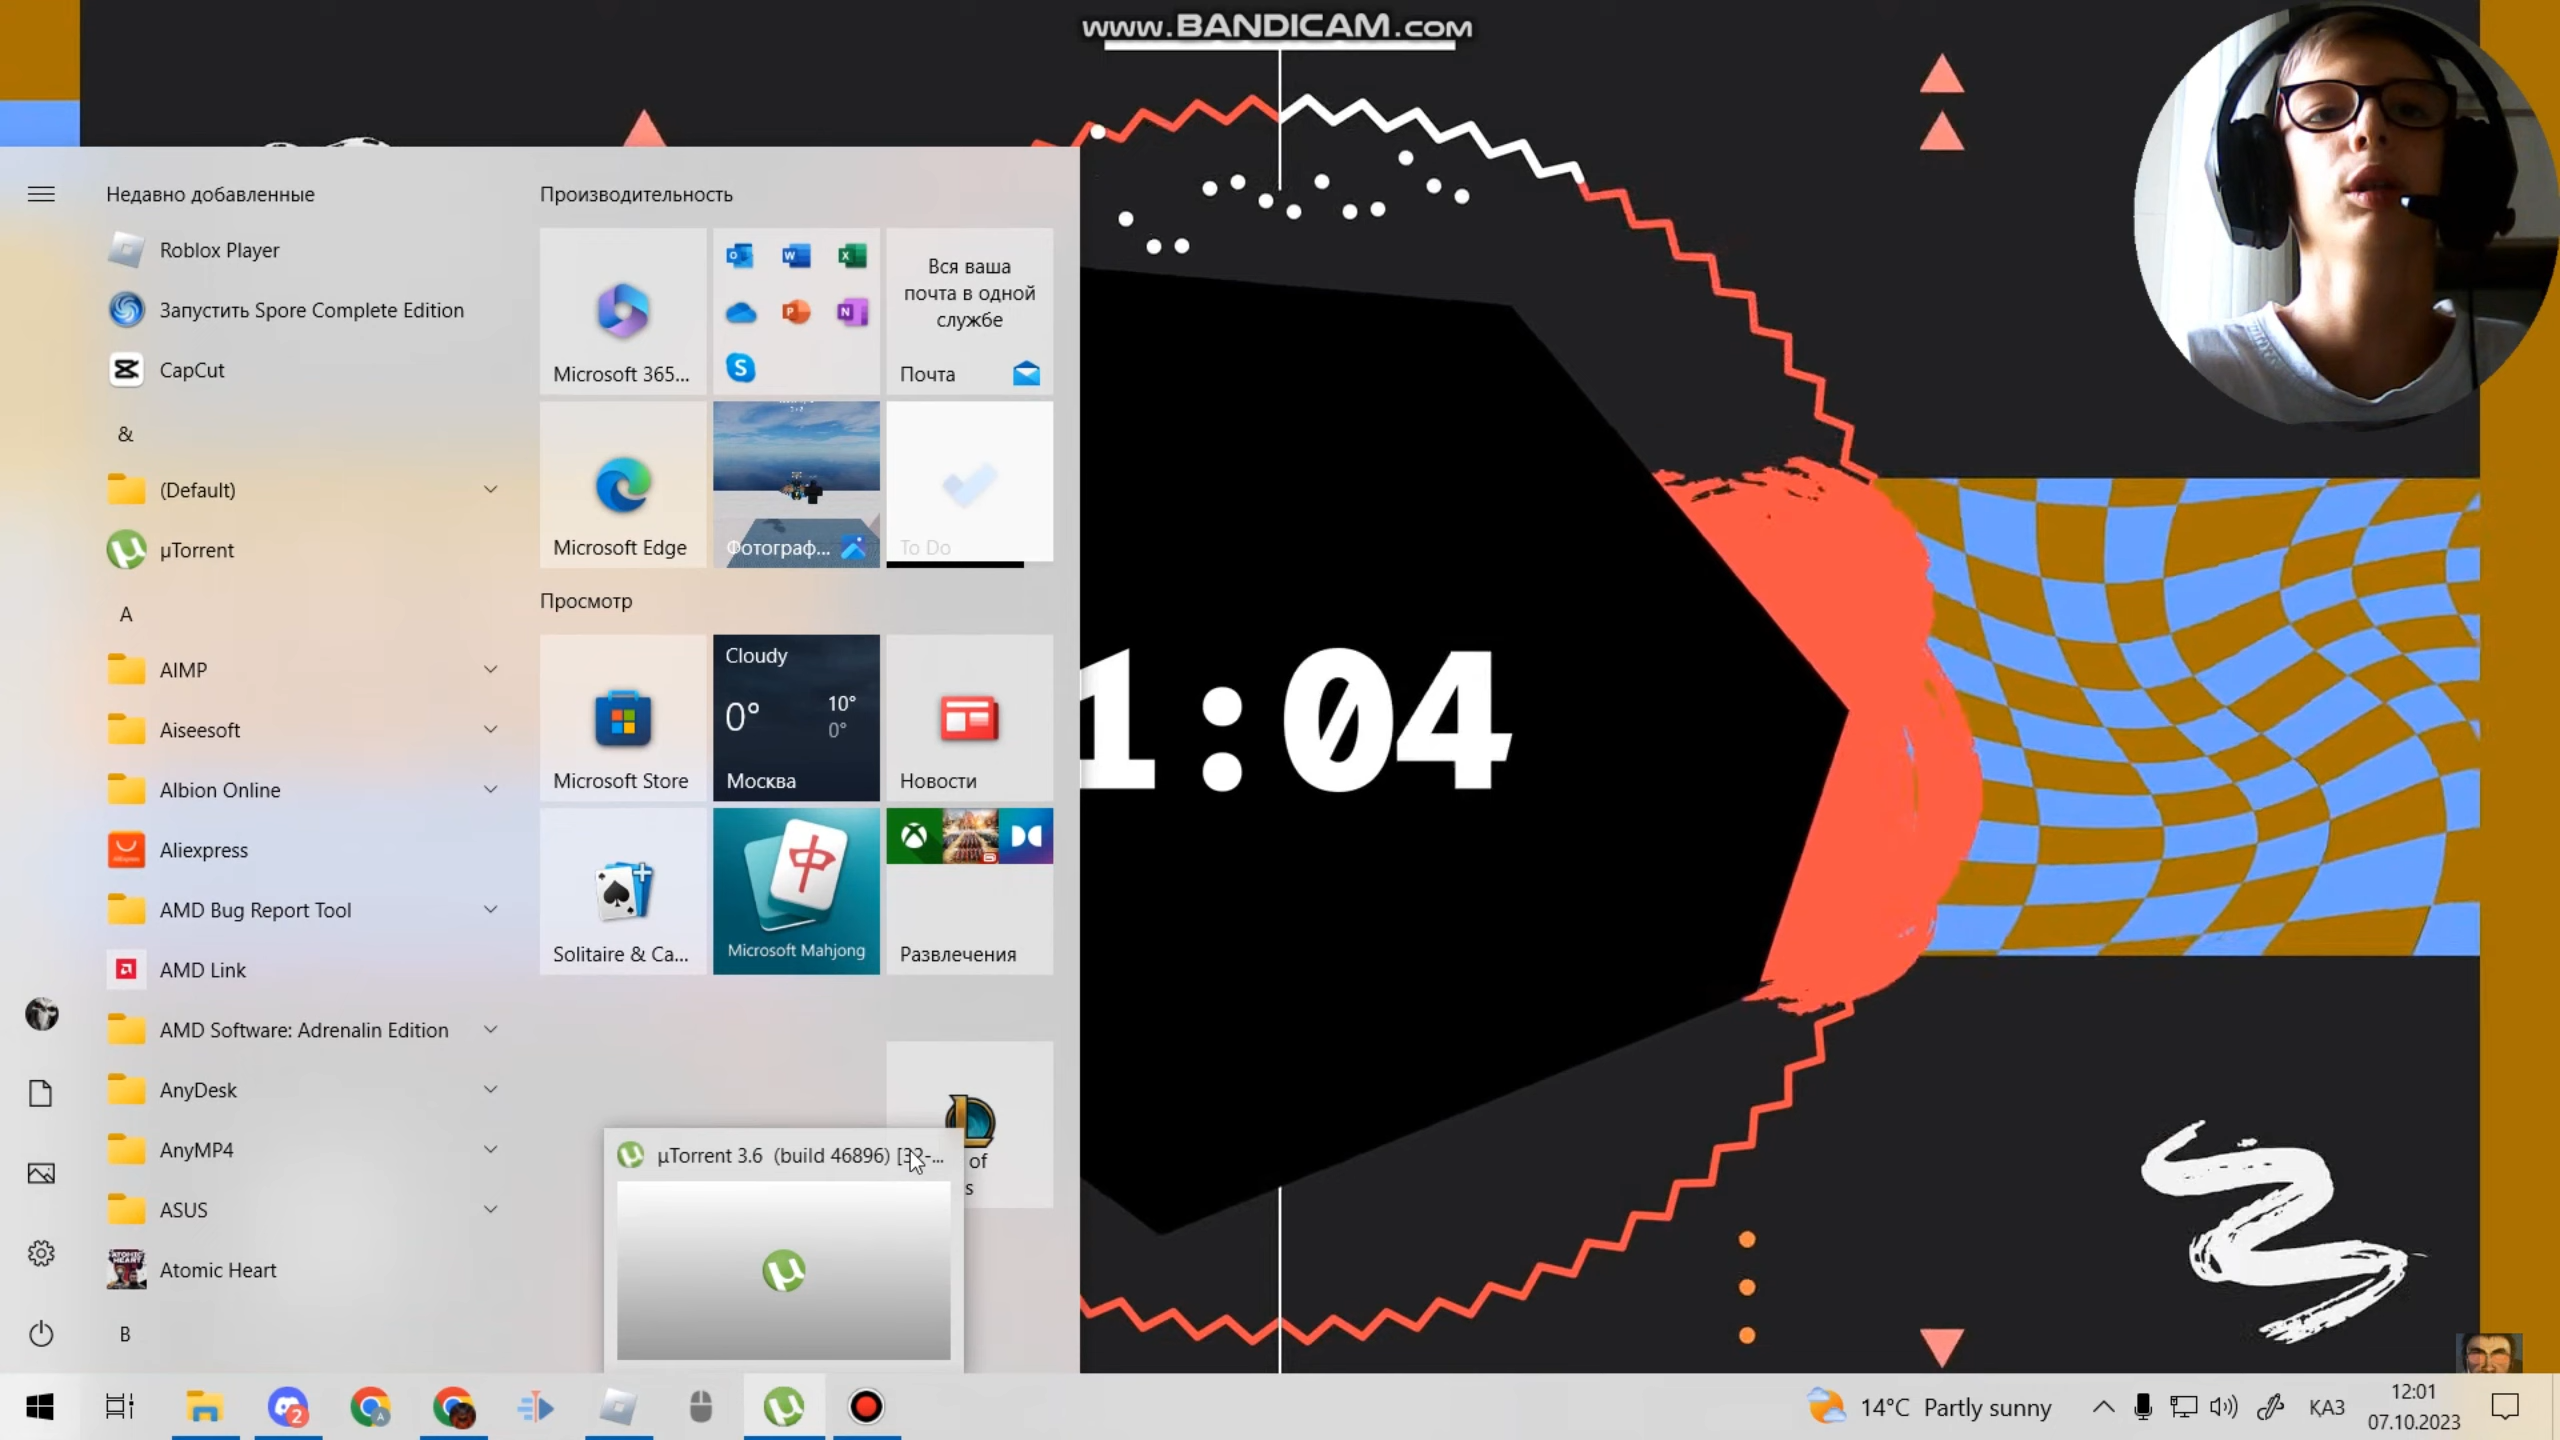 www.BANDICAM.com
Недавно добавленные
Roblox Player
Запустить Spore Complete Edition
CapCut
&
(Default)
µTorrent
A
AIMP
Aiseesoft
Albion Online
Aliexpress
AMD Bug Report Tool
AMD Link
AMD Software: Adrenalin Edition
AnyDesk
AnyMP4
ASUS
Atomic Heart
B
Производительность
Microsoft 365...
Вся ваша
почта в одной
службе
Почта
Microsoft Edge
Фотограф...
To Do
Просмотр
Microsoft Store
Cloudy
0°
10°
0°
Москва
Новости
Solitaire & Ca...
Microsoft Mahjong
Развлечения
of
s
µTorrent 3.6 (build 46896) [32-...
1:04
2
14°C Partly sunny
ҚАЗ
12:01
07.10.2023